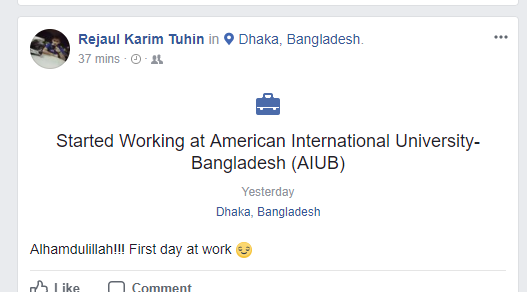 Rejaul Karim Tuhin in Dhaka, Bangladesh.
37 mins ·
Started Working at American International University-
Bangladesh (AIUB)
Yesterday
Dhaka, Bangladesh
Alhamdulillah!!! First day at work
Like Comment